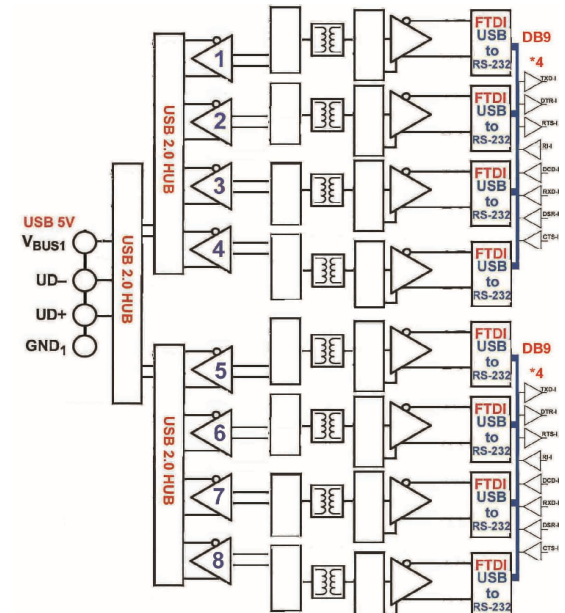 FTDI
USB
to
RS-232
DB9
*4
1
TXD-I
DTR-I
RTS-I
RI-I
DCD-I
RXD-I
DSR-I
CTS-I
2
FTDI
USB
to
RS-232
3
FTDI
USB
to
RS-232
4
FTDI
USB
to
RS-232
USB 2.0 HUB
USB 2.0 HUB
USB 5V
VBUS1
UD–
UD+
GND1
5
FTDI
USB
to
RS-232
DB9
*4
TXD-I
DTR-I
RTS-I
RI-I
DCD-I
RXD-I
DSR-I
CTS-I
6
FTDI
USB
to
RS-232
7
FTDI
USB
to
RS-232
8
FTDI
USB
to
RS-232
USB 2.0 HUB